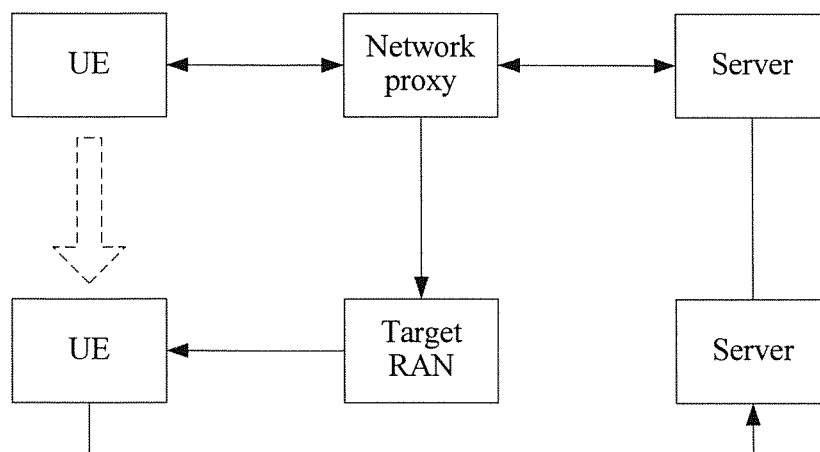 UE
Network
proxy
Server
UE
Target
RAN
Server